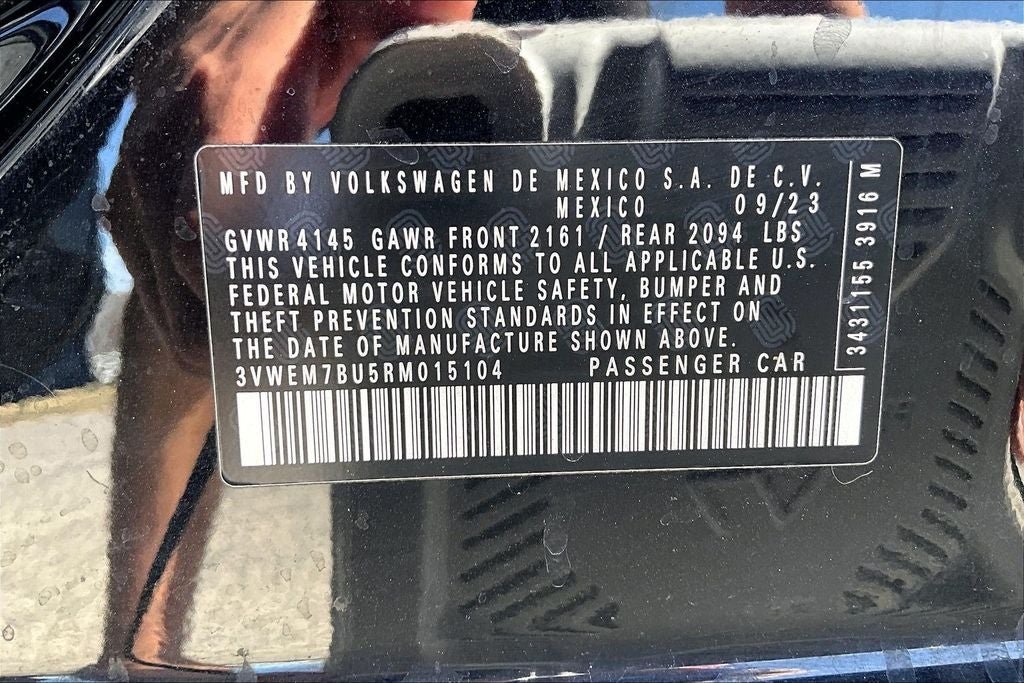 MFD BY VOLKSWAGEN DE MEXICO S.A. DE C.V.
MEXICO 09/23
GVWR 4145 GAWR FRONT 2161 / REAR 2094 LBS
THIS VEHICLE CONFORMS TO ALL APPLICABLE U.S.
FEDERAL MOTOR VEHICLE SAFETY, BUMPER AND
THEFT PREVENTION STANDARDS IN EFFECT ON
THE DATE OF MANUFACTURE SHOWN ABOVE.
3VWEM7BU5RM015104 PASSENGER CAR
3431155 3916 M